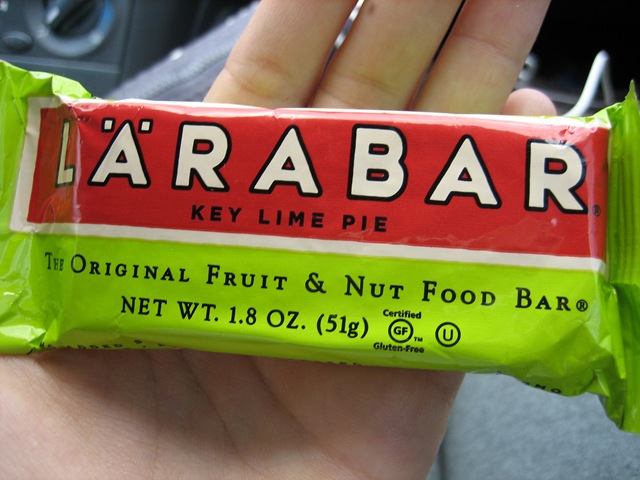 LÄRABAR®
KEY LIME PIE
THE ORIGINAL FRUIT & NUT FOOD BAR®
NET WT. 1.8 OZ. (51g)
Certified
GF™
Gluten-Free
U